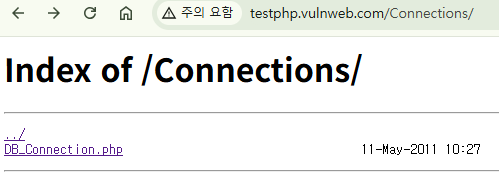 주의 요함 testphp.vulnweb.com/Connections/
Index of /Connections/
../
DB_Connection.php 11-May-2011 10:27